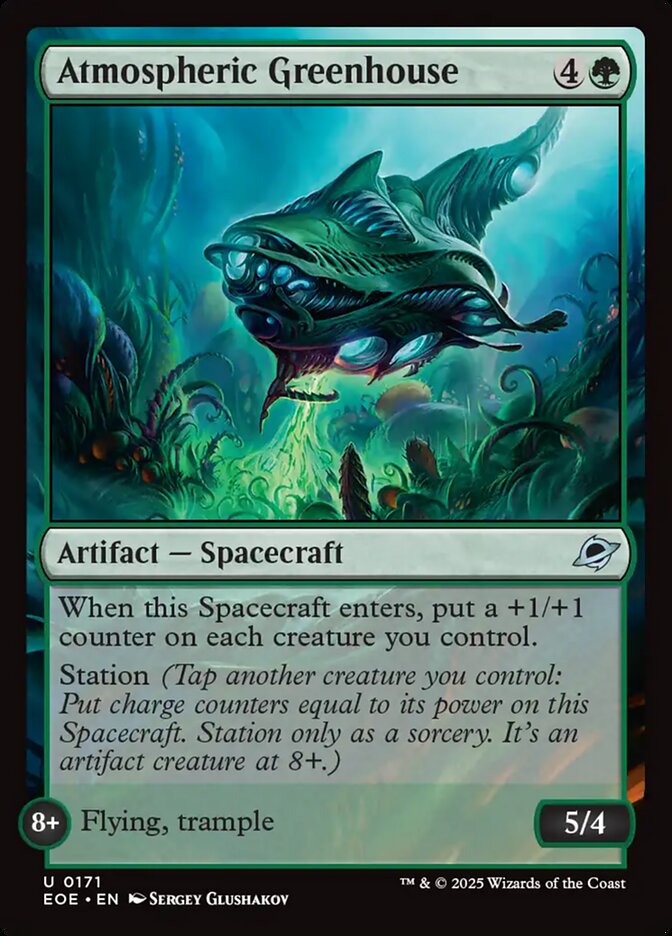 Atmospheric Greenhouse 4
Artifact — Spacecraft
When this Spacecraft enters, put a +1/+1
counter on each creature you control.
Station (Tap another creature you control:
Put charge counters equal to its power on this
Spacecraft. Station only as a sorcery. It's an
artifact creature at 8+.)
8+ Flying, trample
5/4
U 0171
EOE • EN Sergey Glushakov
™ & © 2025 Wizards of the Coast